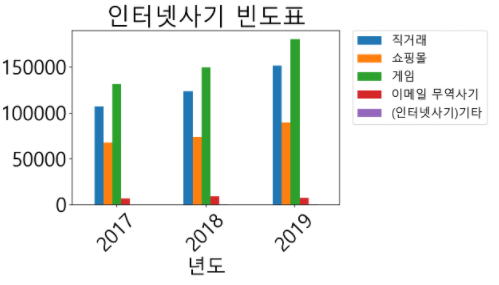 인터넷사기 빈도표
150000
100000
50000
0
2017
2018
2019
년도
직거래
쇼핑몰
게임
이메일 무역사기
(인터넷사기)기타